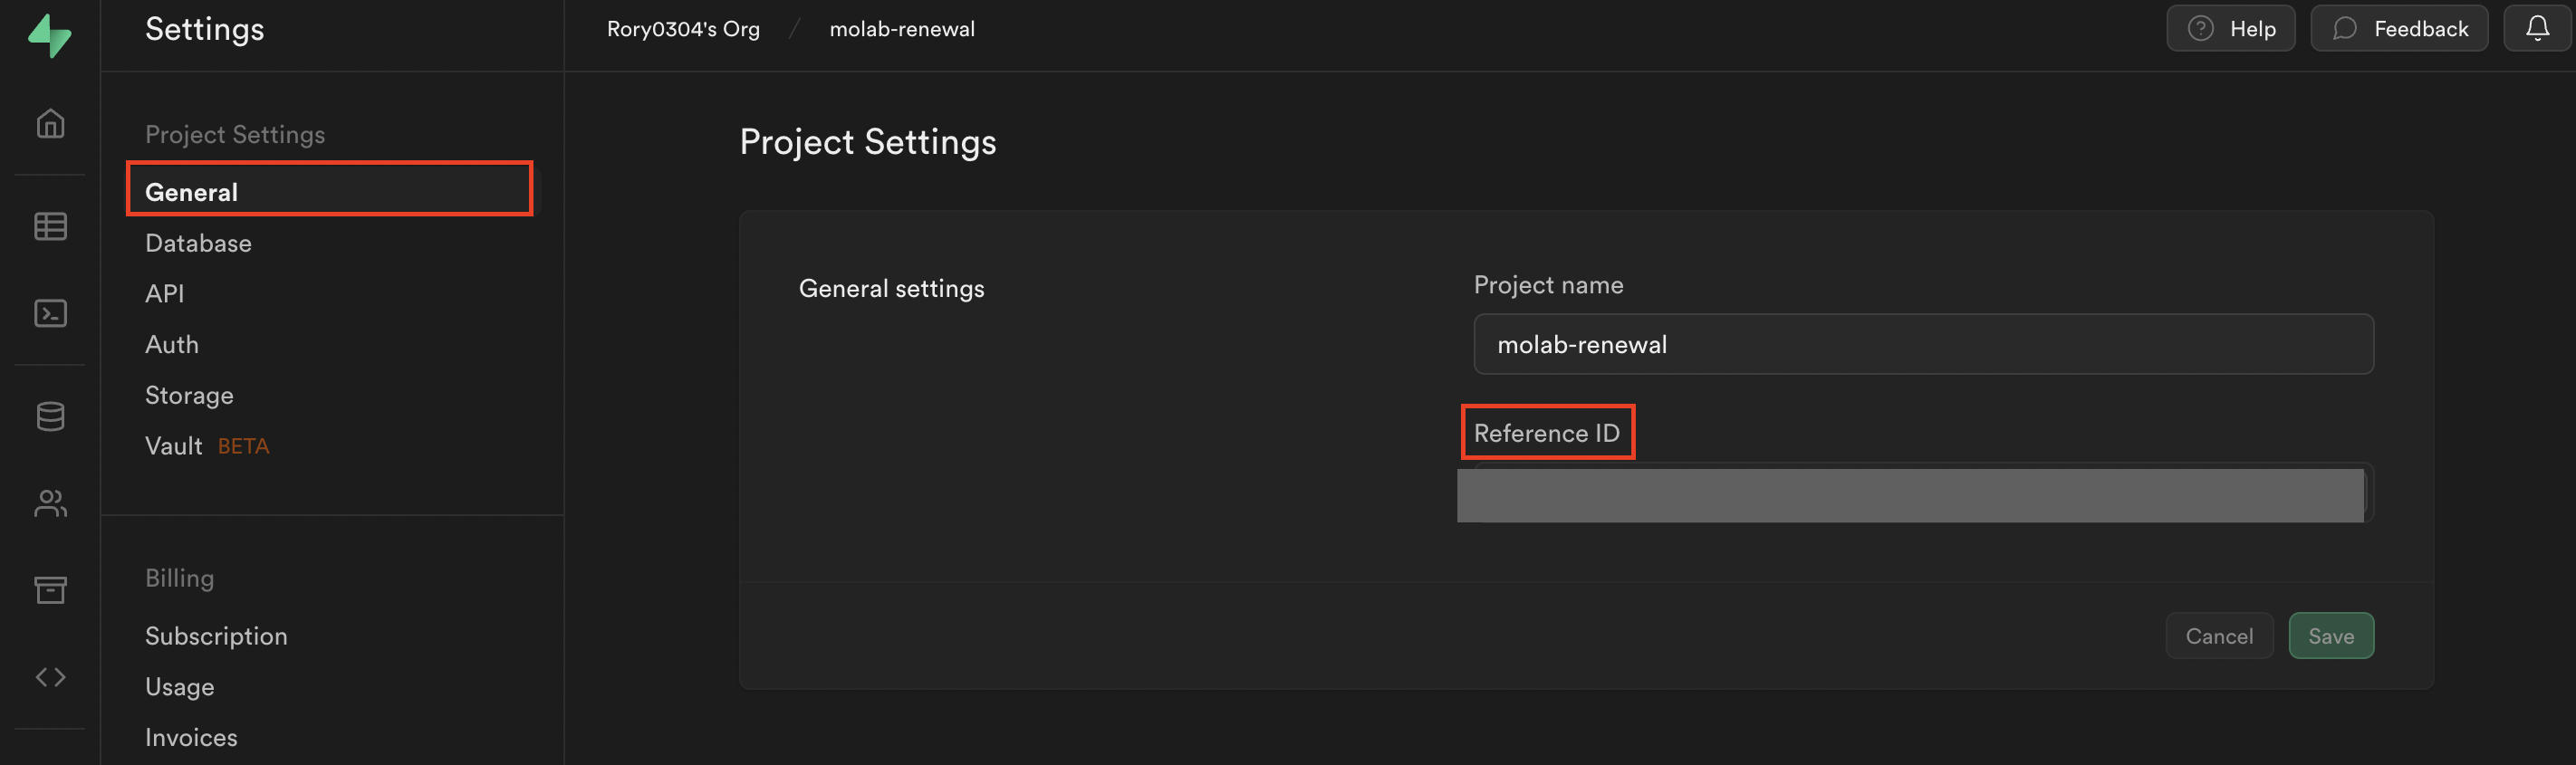 Settings
Rory0304's Org / molab-renewal
Help
Feedback
Project Settings
General
Database
API
Auth
Storage
Vault BETA
Billing
Subscription
Usage
Invoices
Project Settings
General settings
Project name
molab-renewal
Reference ID
Cancel
Save